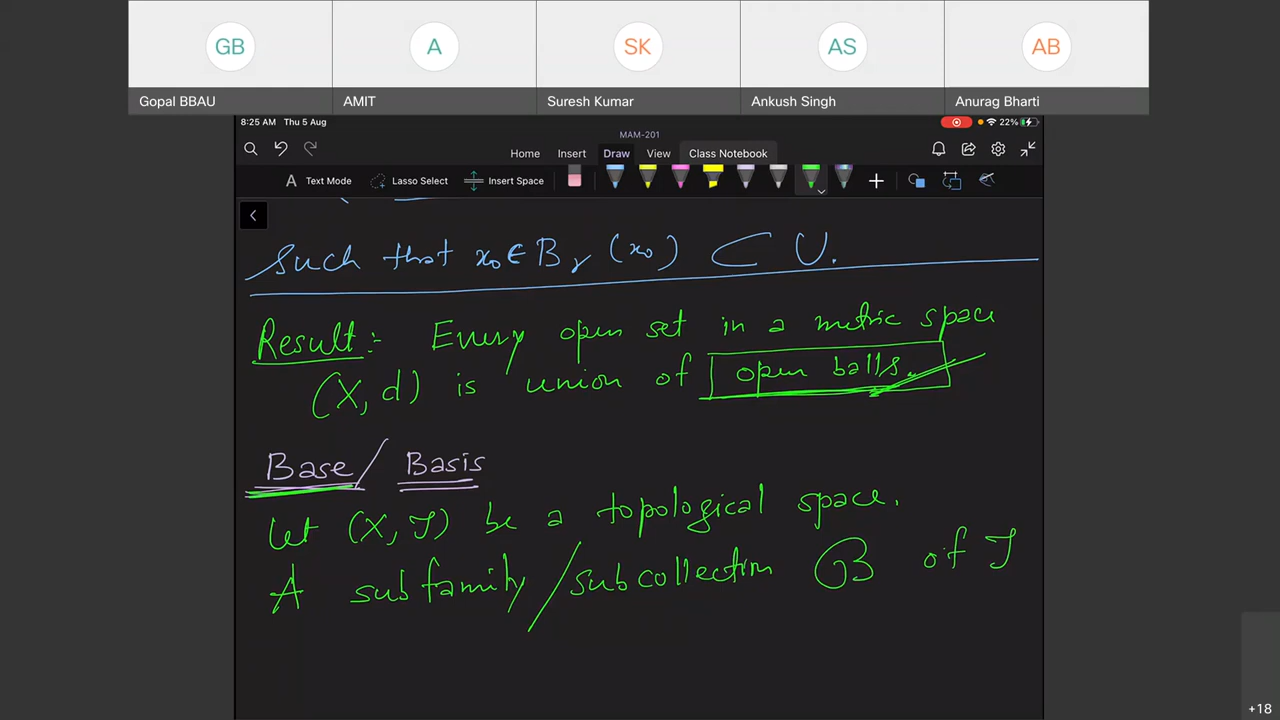 GB
A
SK
AS
AB
Gopal BBAU
AMIT
Suresh Kumar
Ankush Singh
Anurag Bharti
8:25 AM Thu 5 Aug
22%
MAM-201
Home Insert Draw View Class Notebook
A Text Mode Lasso Select Insert Space
such that x₀ ∈ Bᵣ (x₀) ⊂ U.
Result:- Every open set in a metric space
(X, d) is union of open balls.
Base/ Basis
Let (X, 𝒯) be a topological space.
A subfamily/subcollection ℬ of 𝒯
+18